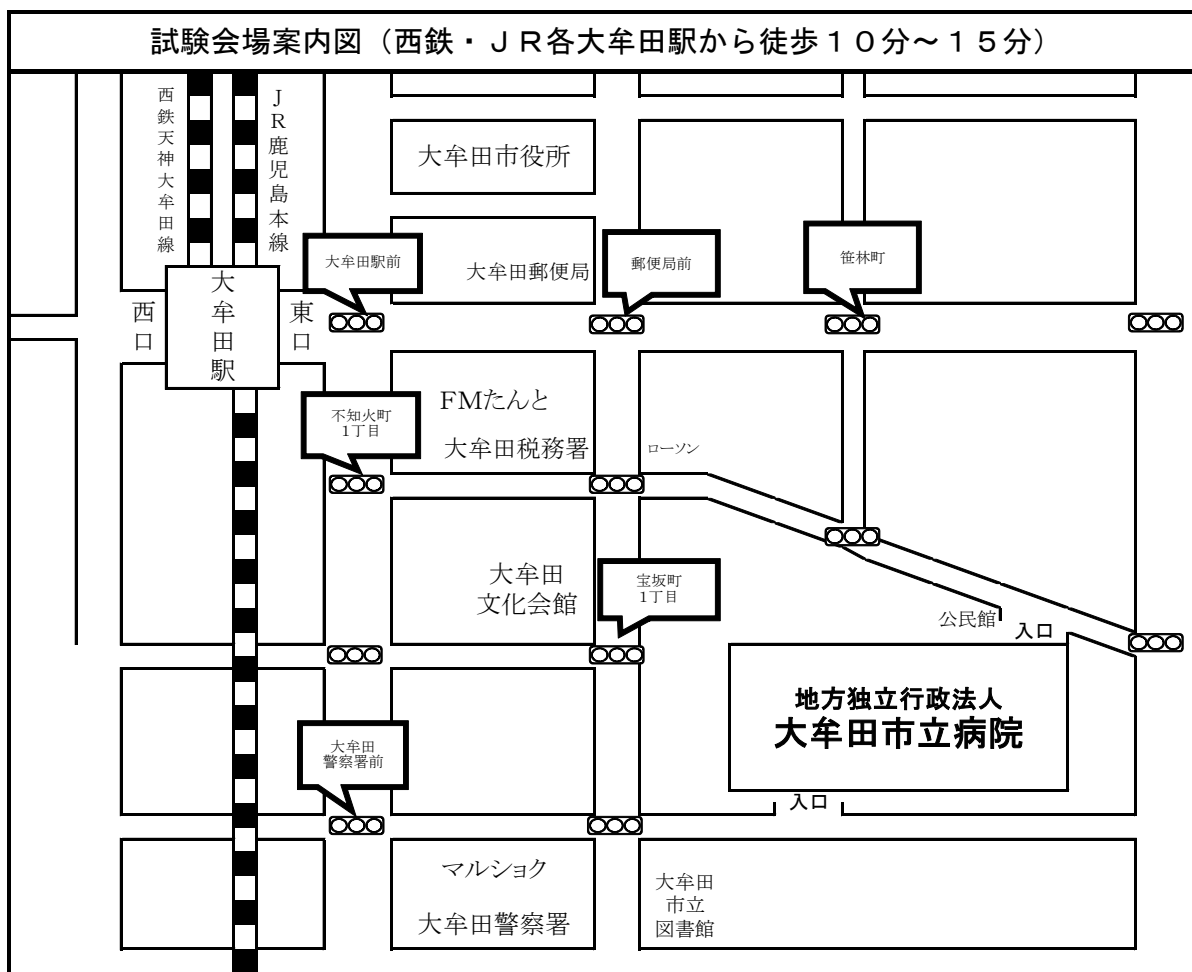 試験会場案内図（西鉄・ＪＲ各大牟田駅から徒歩１０分～１５分）
西鉄天神大牟田線
ＪＲ鹿児島本線
大牟田市役所
大牟田駅前
大牟田郵便局
郵便局前
笹林町
西口
大牟田駅
東口
不知火町
1丁目
FMたんと
大牟田税務署
ローソン
大牟田
文化会館
宝坂町
1丁目
公民館
入口
地方独立行政法人
大牟田市立病院
大牟田
警察署前
入口
マルショク
大牟田警察署
大牟田
市立
図書館